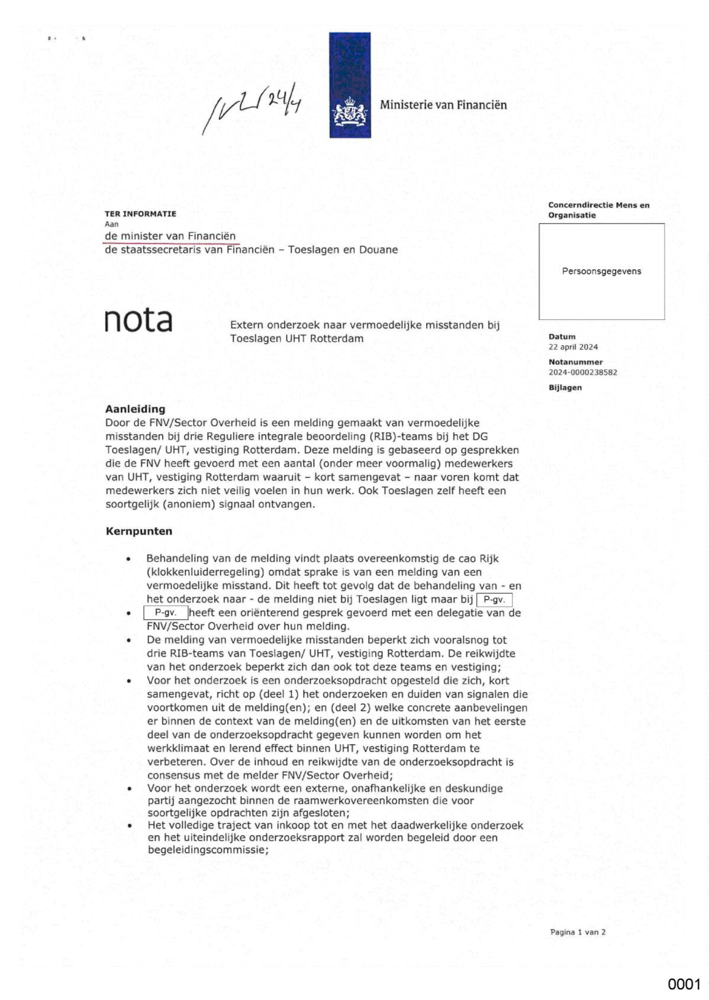 24/4
Ministerie van Financiën
TER INFORMATIE
Aan
de minister van Financiën
de staatssecretaris van Financiën – Toeslagen en Douane
Concerndirectie Mens en
Organisatie
Persoonsgegevens
nota
Extern onderzoek naar vermoedelijke misstanden bij
Toeslagen UHT Rotterdam
Datum
22 april 2024
Notanummer
2024-0000238582
Bijlagen
Aanleiding
Door de FNV/Sector Overheid is een melding gemaakt van vermoedelijke
misstanden bij drie Reguliere integrale beoordeling (RIB)-teams bij het DG
Toeslagen/ UHT, vestiging Rotterdam. Deze melding is gebaseerd op gesprekken
die de FNV heeft gevoerd met een aantal (onder meer voormalig) medewerkers
van UHT, vestiging Rotterdam waaruit – kort samengevat – naar voren komt dat
medewerkers zich niet veilig voelen in hun werk. Ook Toeslagen zelf heeft een
soortgelijk (anoniem) signaal ontvangen.
Kernpunten
• Behandeling van de melding vindt plaats overeenkomstig de cao Rijk
(klokkenluiderregeling) omdat sprake is van een melding van een
vermoedelijke misstand. Dit heeft tot gevolg dat de behandeling van - en
het onderzoek naar - de melding niet bij Toeslagen ligt maar bij P-gv.
• P-gv. heeft een oriënterend gesprek gevoerd met een delegatie van de
FNV/Sector Overheid over hun melding.
• De melding van vermoedelijke misstanden beperkt zich vooralsnog tot
drie RIB-teams van Toeslagen/ UHT, vestiging Rotterdam. De reikwijdte
van het onderzoek beperkt zich dan ook tot deze teams en vestiging;
• Voor het onderzoek is een onderzoeksopdracht opgesteld die zich, kort
samengevat, richt op (deel 1) het onderzoeken en duiden van signalen die
voortkomen uit de melding(en); en (deel 2) welke concrete aanbevelingen
er binnen de context van de melding(en) en de uitkomsten van het eerste
deel van de onderzoeksopdracht gegeven kunnen worden om het
werkklimaat en lerend effect binnen UHT, vestiging Rotterdam te
verbeteren. Over de inhoud en reikwijdte van de onderzoeksopdracht is
consensus met de melder FNV/Sector Overheid;
• Voor het onderzoek wordt een externe, onafhankelijke en deskundige
partij aangezocht binnen de raamwerkovereenkomsten die voor
soortgelijke opdrachten zijn afgesloten;
• Het volledige traject van inkoop tot en met het daadwerkelijke onderzoek
en het uiteindelijke onderzoeksrapport zal worden begeleid door een
begeleidingscommissie;
Pagina 1 van 2
0001